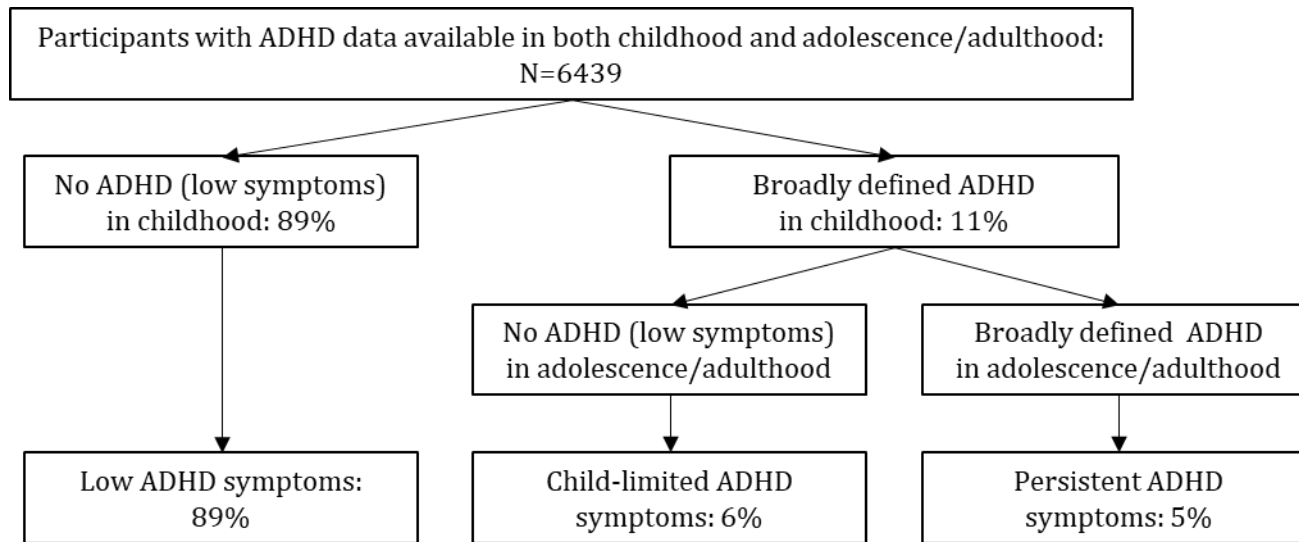 Participants with ADHD data available in both childhood and adolescence/adulthood:
N=6439
No ADHD (low symptoms)
in childhood: 89%
Broadly defined ADHD
in childhood: 11%
No ADHD (low symptoms)
in adolescence/adulthood
Broadly defined ADHD
in adolescence/adulthood
Low ADHD symptoms:
89%
Child-limited ADHD
symptoms: 6%
Persistent ADHD
symptoms: 5%